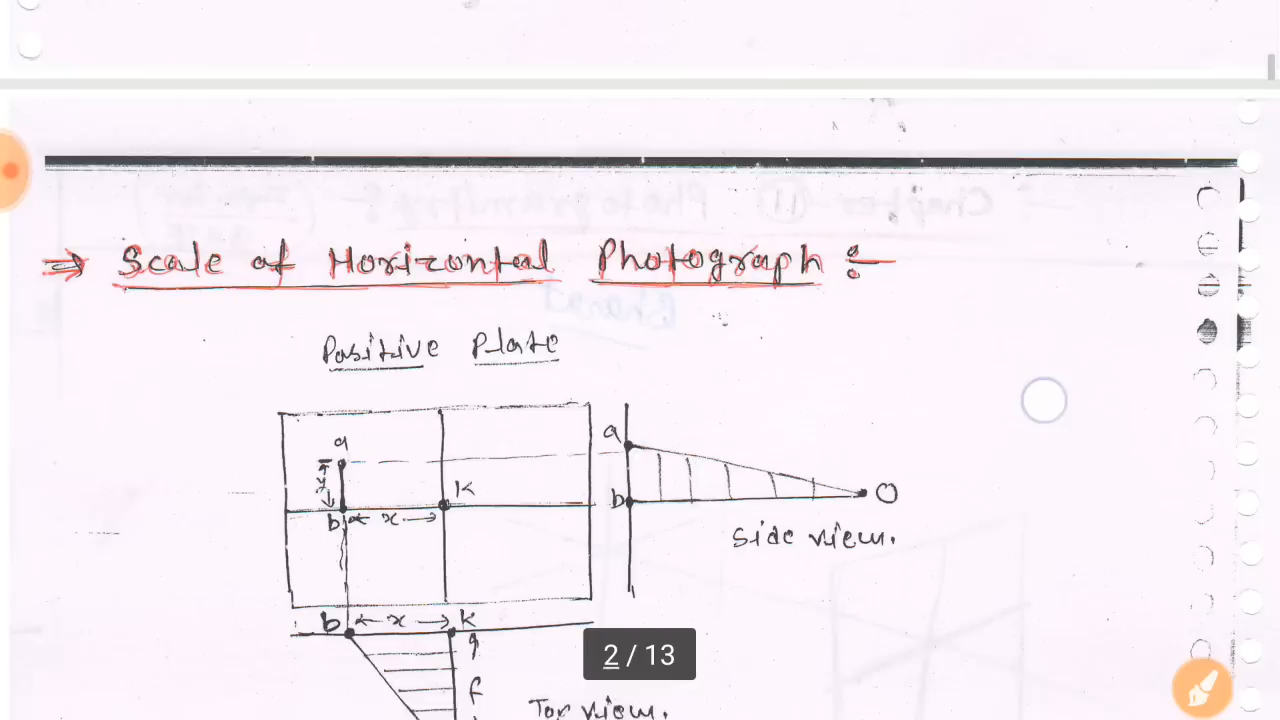 ⇒ Scale of Horizontal Photograph :-
Positive Plate
a
a
y
K
b
x
b
O
Side view.
b
x
K
f
Top view.
2 / 13